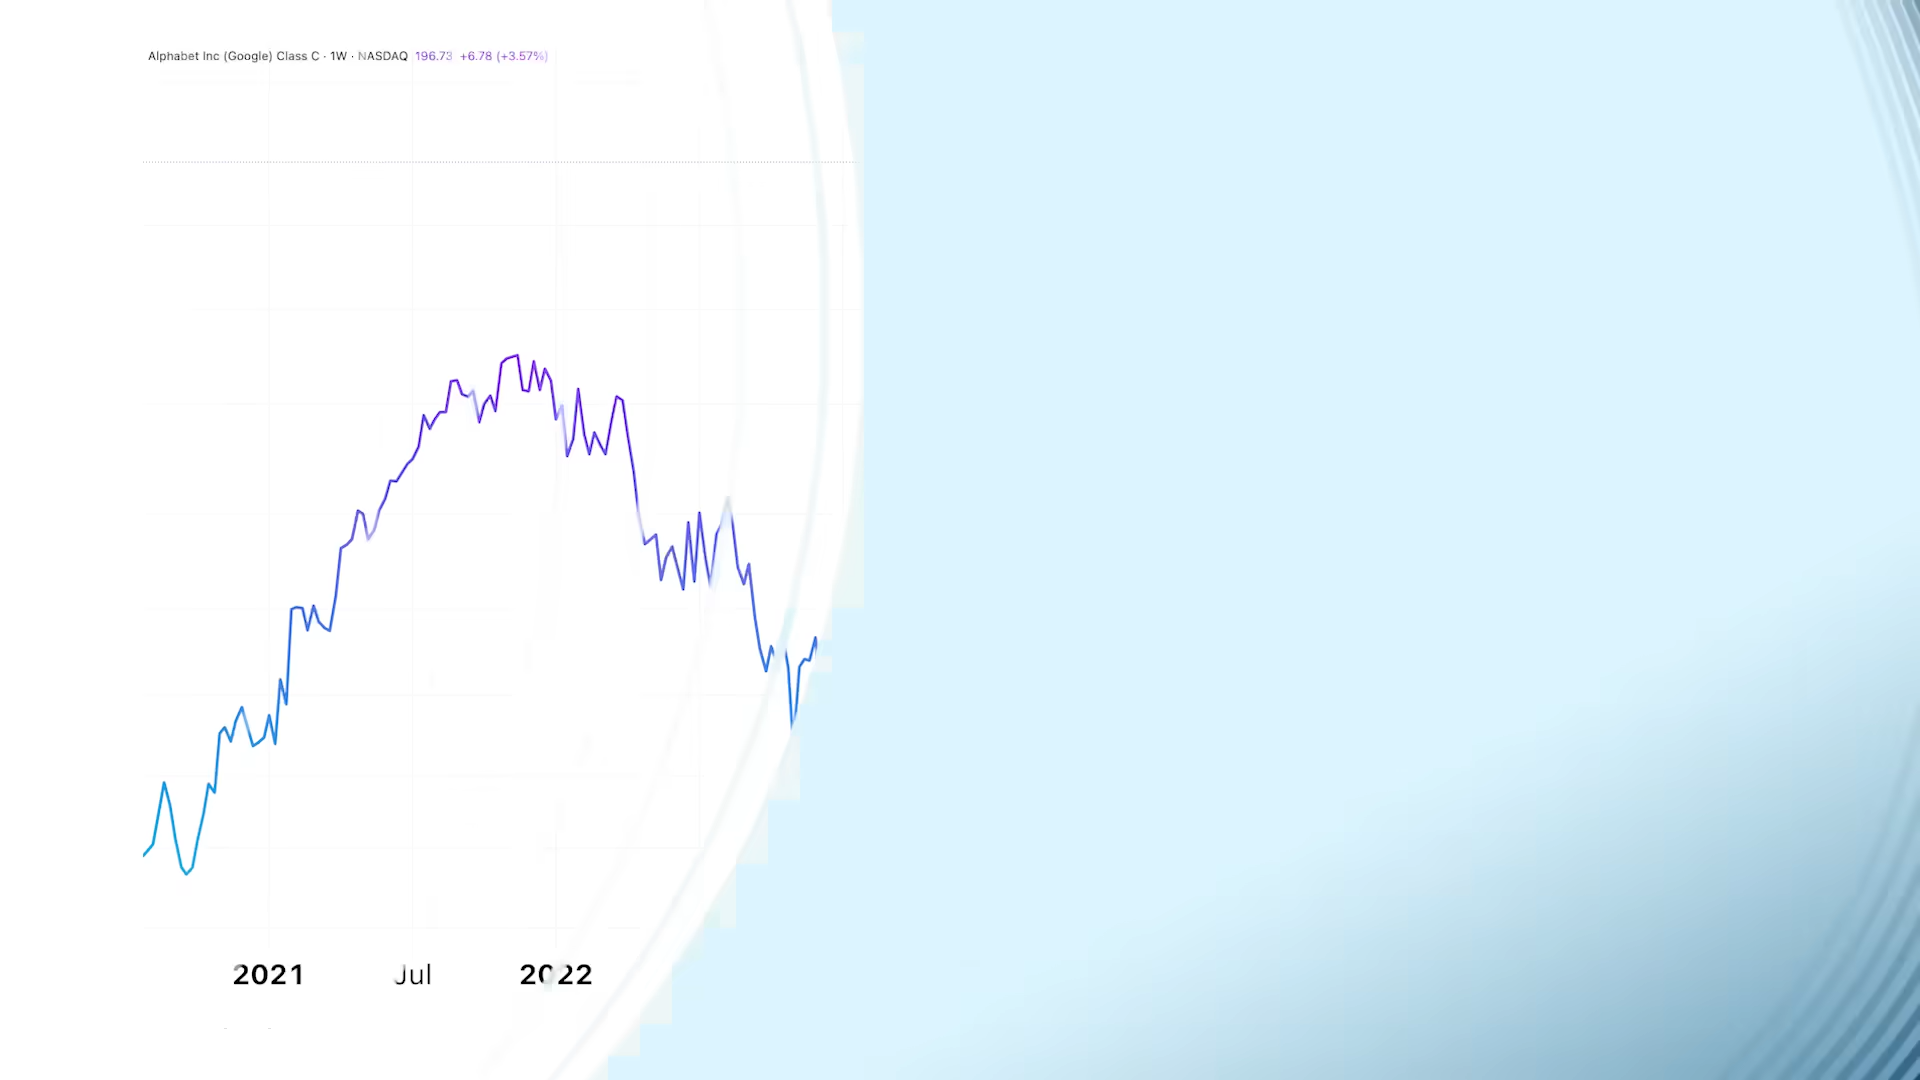 Alphabet Inc (Google) Class C · 1W · NASDAQ 196.73 +6.78 (+3.57%)
2021 Jul 2022